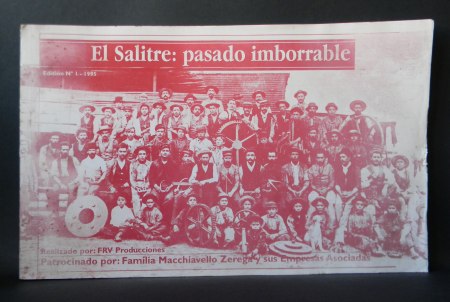 El Salitre: pasado imborrable
Edición N° 1 - 1995
Realizado por: FRV Producciones
Patrocinado por: Familia Macchiavello Zerega y sus Empresas Asociadas